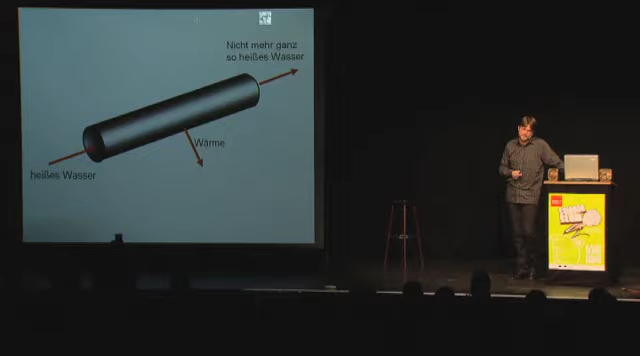 Nicht mehr ganz
so heißes Wasser
Wärme
heißes Wasser